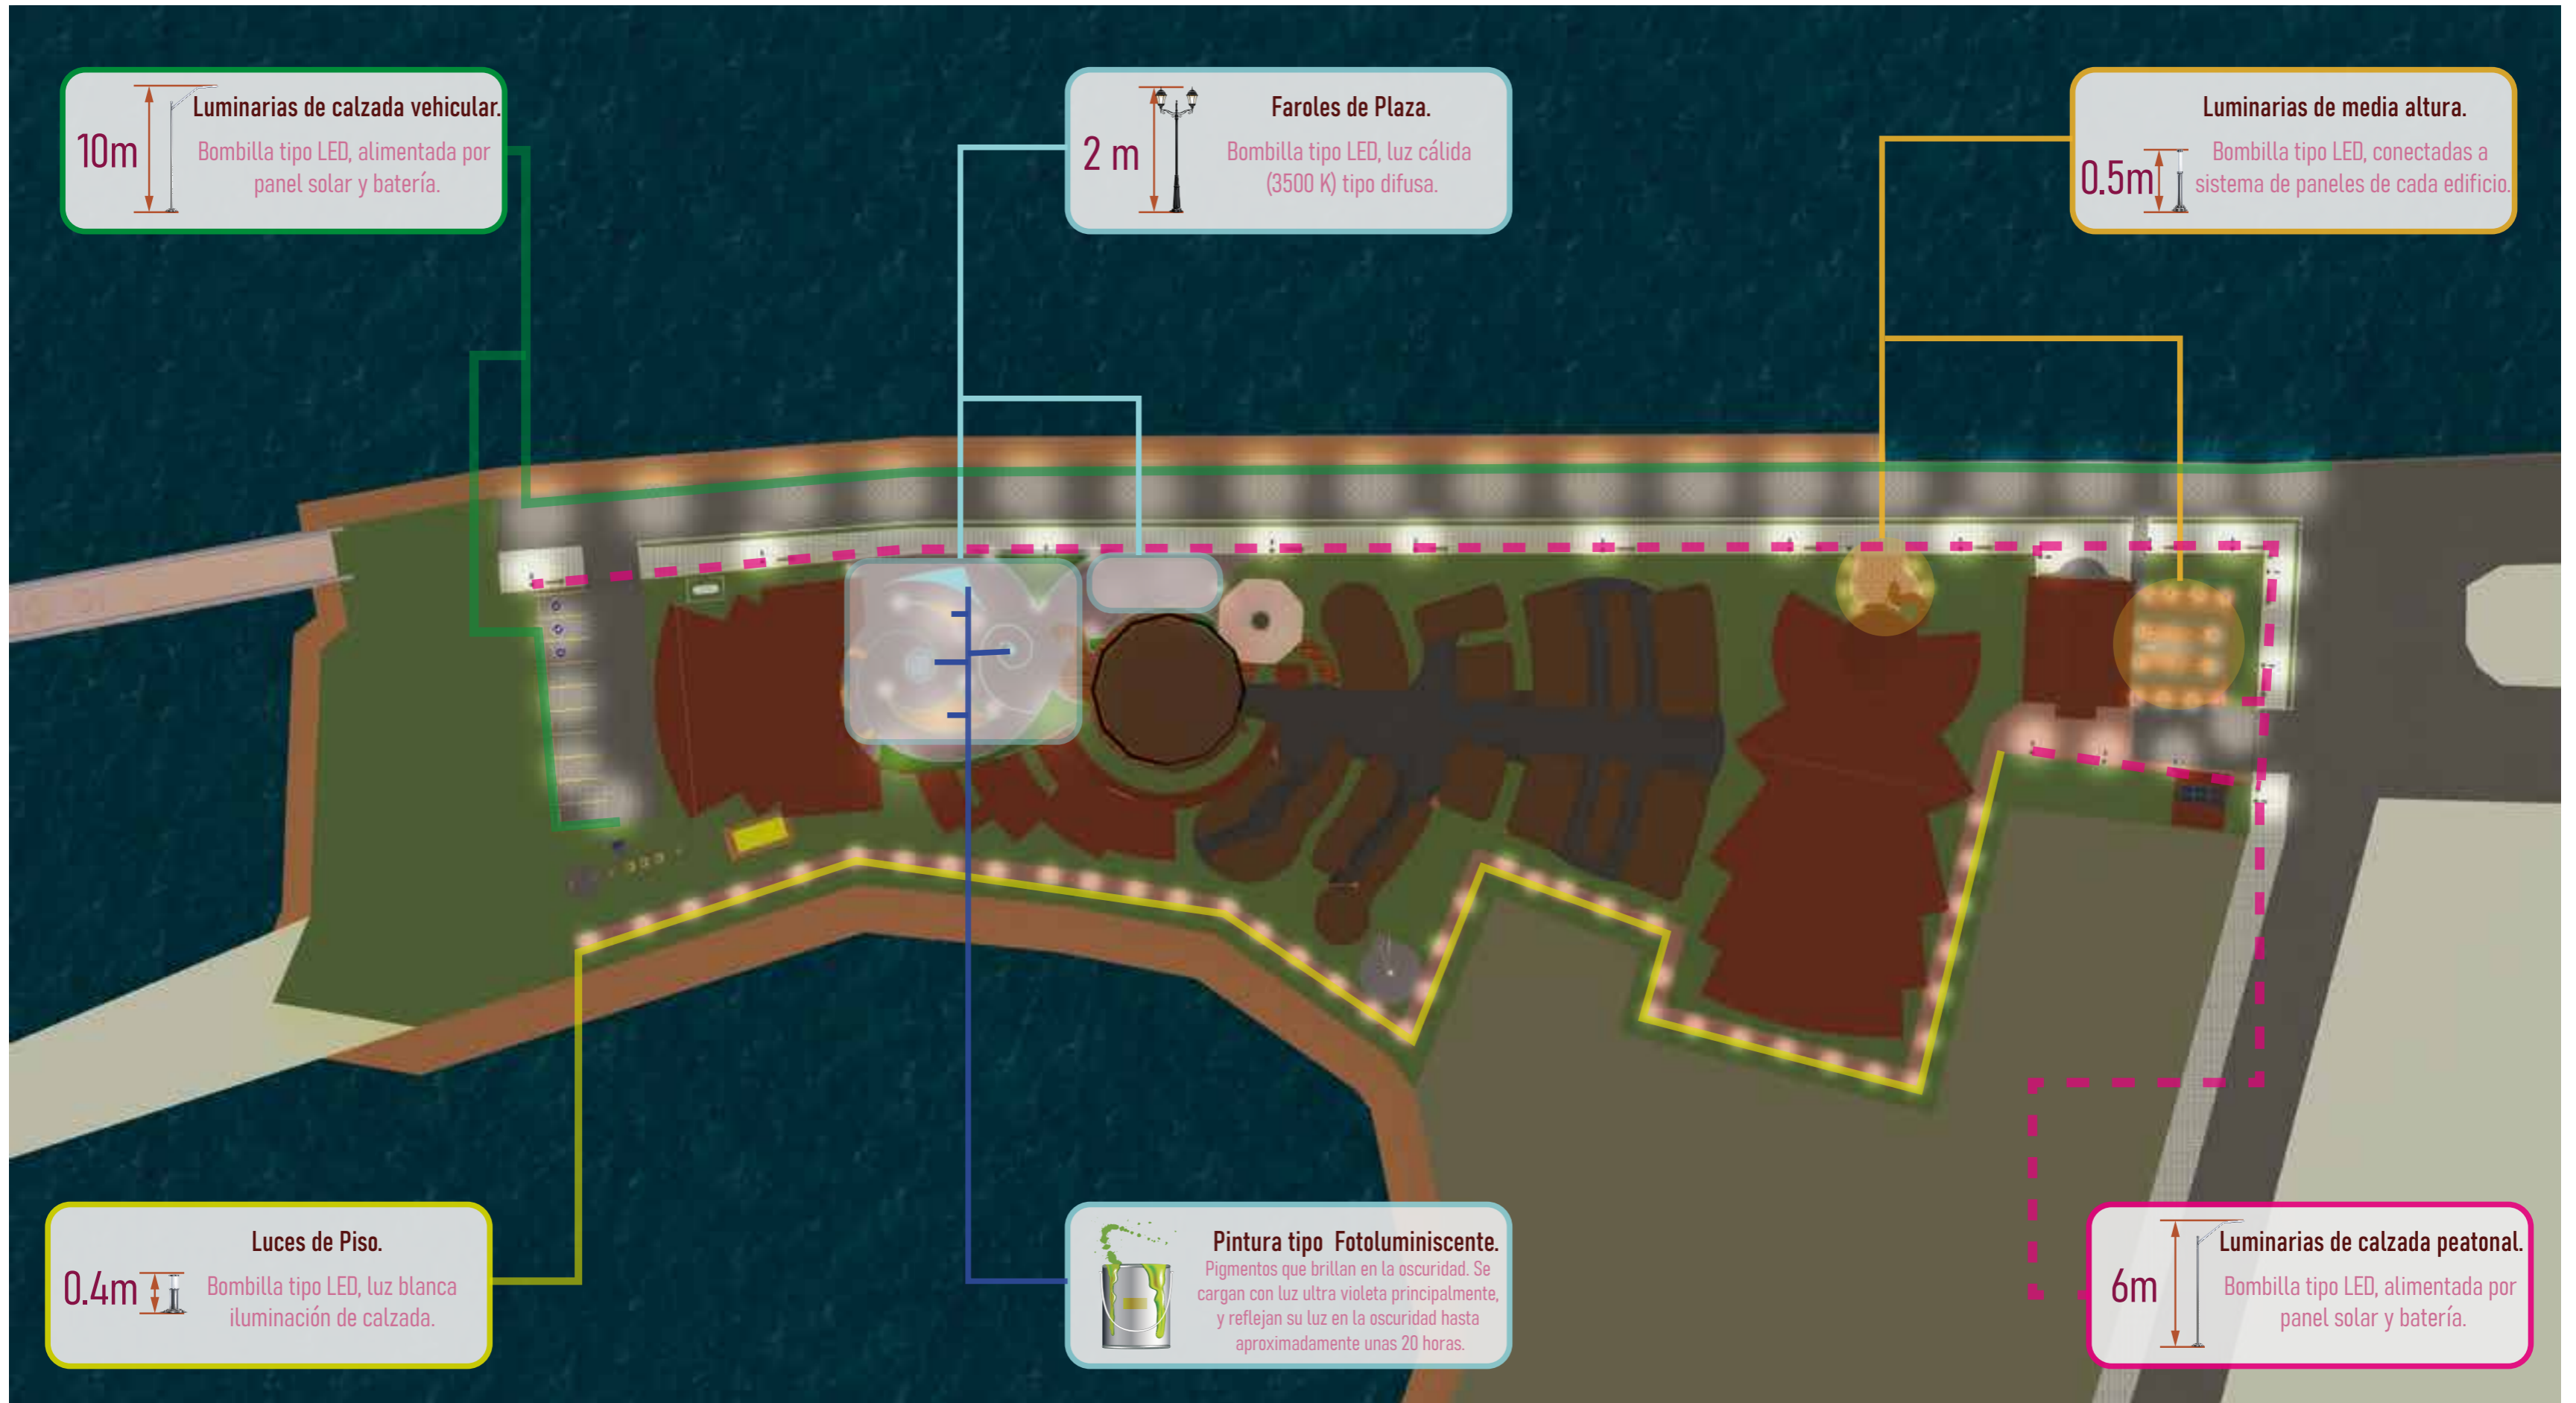 Luminarias de calzada vehicular.
10m
Bombilla tipo LED, alimentada por
panel solar y batería.
Faroles de Plaza.
2 m
Bombilla tipo LED, luz cálida
(3500 K) tipo difusa.
Luminarias de media altura.
0.5m
Bombilla tipo LED, conectadas a
sistema de paneles de cada edificio.
Luces de Piso.
0.4m
Bombilla tipo LED, luz blanca
iluminación de calzada.
Pintura tipo Fotoluminiscente.
Pigmentos que brillan en la oscuridad. Se
cargan con luz ultra violeta principalmente,
y reflejan su luz en la oscuridad hasta
aproximadamente unas 20 horas.
Luminarias de calzada peatonal.
6m
Bombilla tipo LED, alimentada por
panel solar y batería.